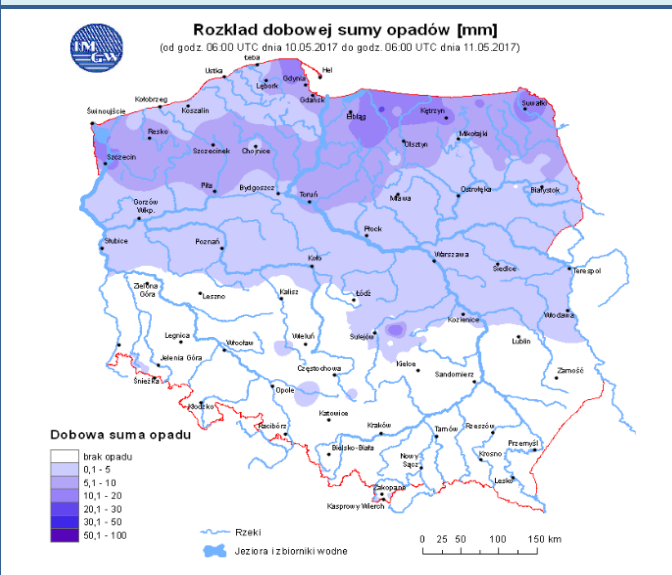 Rozkład dobowej sumy opadów [mm]
(od godz. 06:00 UTC dnia 10.05.2017 do godz. 06:00 UTC dnia 11.05.2017)
IM
GW
Łeba
Hel
Ustka
Gdynia
Lębork
Gdańsk
Kołobrzeg
Koszalin
Świnoujście
Elbląg
Kętrzyn
Suwałki
Resko
Mikołajki
Szczecinek
Chojnice
Olsztyn
Szczecin
Piła
Bydgoszcz
Toruń
Mława
Ostrołęka
Białystok
Gorzów
Wlkp.
Płock
Słubice
Poznań
Koło
Warszawa
Siedlce
Terespol
Zielona
Góra
Leszno
Kalisz
Łódź
Kozienice
Włodawa
Legnica
Wrocław
Wieluń
Sulejów
Lublin
Jelenia Góra
Częstochowa
Kielce
Sandomierz
Zamość
Śnieżka
Opole
Kłodzko
Katowice
Racibórz
Kraków
Tarnów
Rzeszów
Przemyśl
Bielsko-Biała
Nowy
Sącz
Krosno
Lesko
Zakopane
Kasprowy Wierch
Dobowa suma opadu
brak opadu
0,1 - 5
5,1 - 10
10,1 - 20
20,1 - 30
30,1 - 50
50,1 - 100
Rzeki
Jeziora i zbiorniki wodne
0 25 50 100 150 km